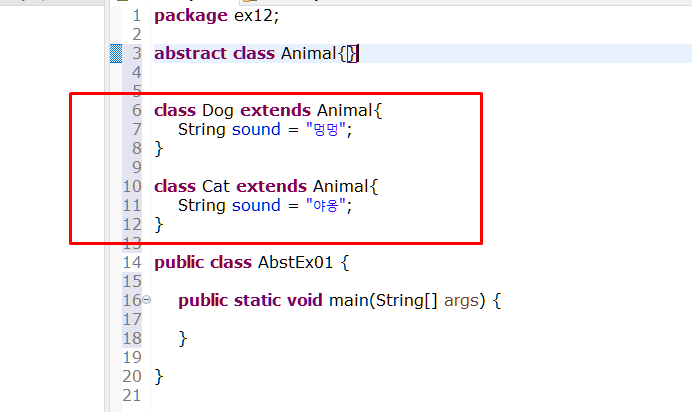 1 package ex12;
2
3 abstract class Animal{}
4
5
6 class Dog extends Animal{
7 String sound = "멍멍";
8 }
9
10 class Cat extends Animal{
11 String sound = "야옹";
12 }
13
14 public class AbstEx01 {
15
16 public static void main(String[] args) {
17
18 }
19
20 }
21